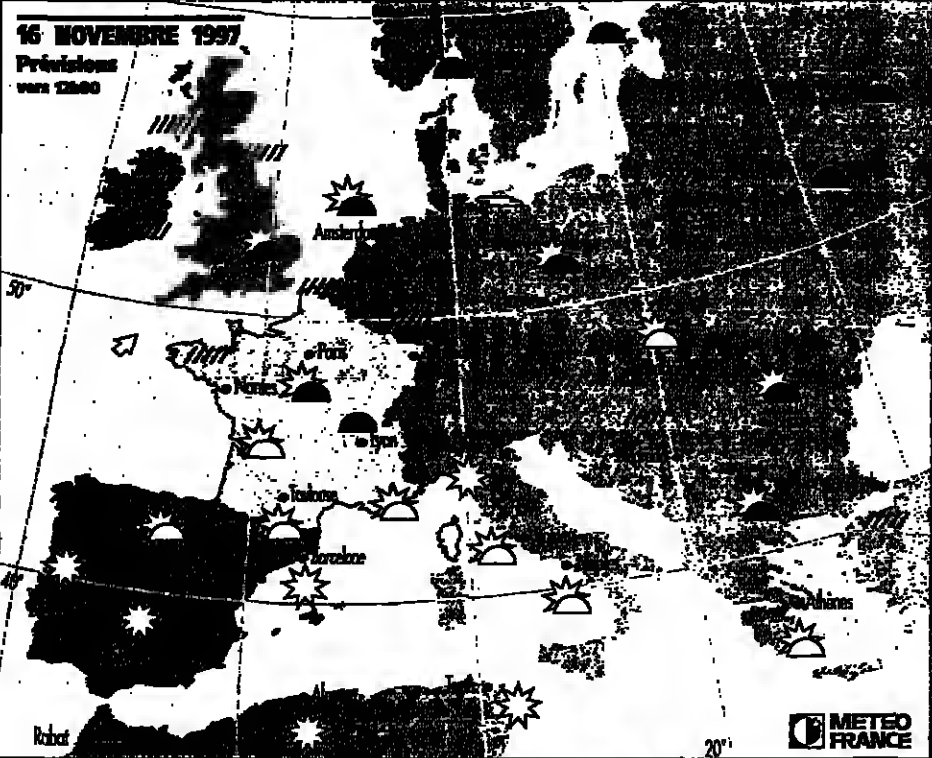 16 NOVEMBRE 1997
Prévisions
vers 12h00
Amsterdam
50°
Paris
Nantes
Lyon
Toulouse
Barcelone
40°
Athènes
Rabat
20°
METEO
FRANCE